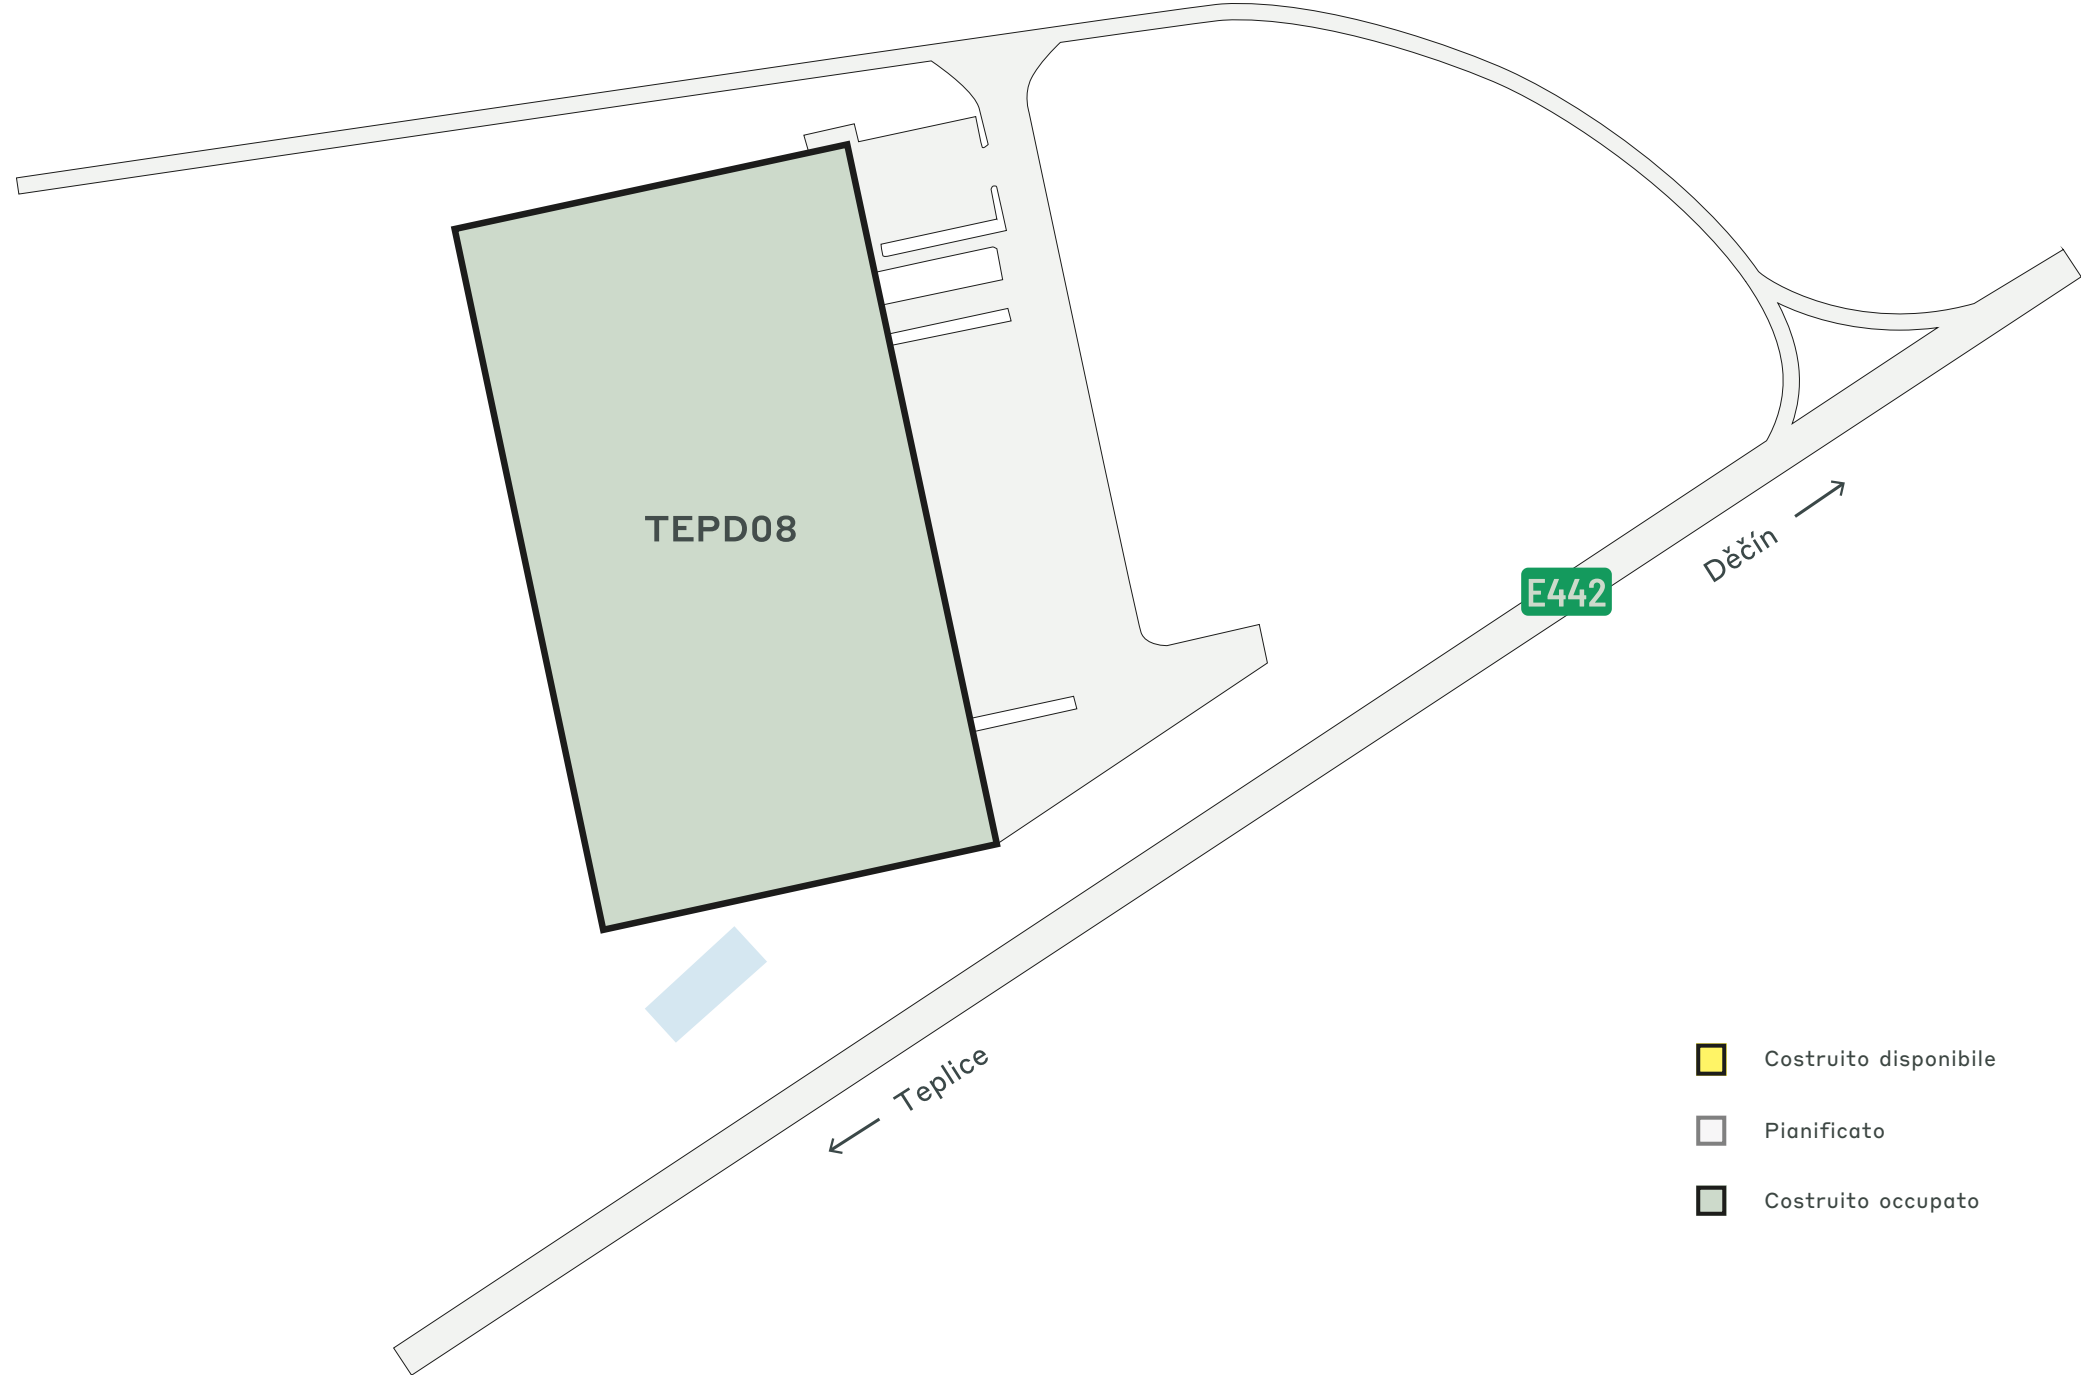 TEPD08
Děčín
E442
Teplice
Costruito disponibile
Pianificato
Costruito occupato